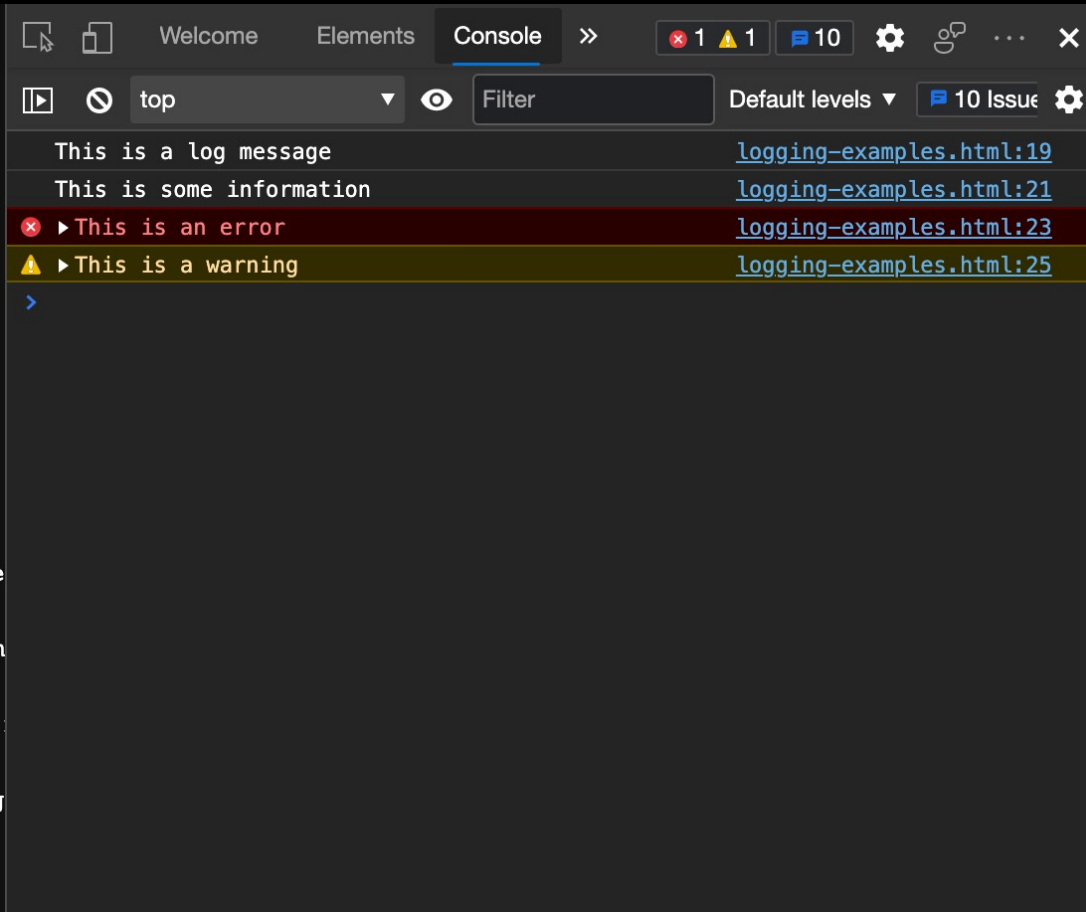 Welcome Elements Console » 1 1 10 ···
top Filter Default levels 10 Issue
This is a log message logging-examples.html:19
This is some information logging-examples.html:21
This is an error logging-examples.html:23
This is a warning logging-examples.html:25
>